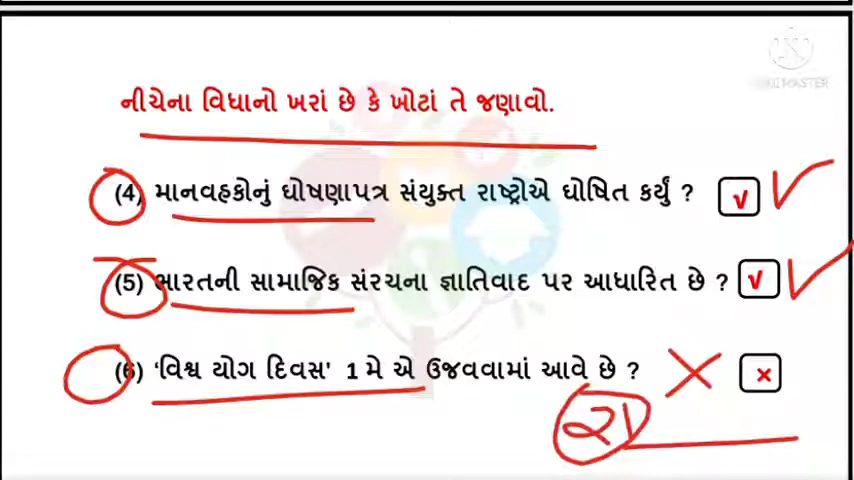 નીચેના વિધાનો ખરાં છે કે ખોટાં તે જણાવો.
(4) માનવહકોનું ઘોષણાપત્ર સંયુક્ત રાષ્ટ્રોએ ઘોષિત કર્યું ? √
(5) ભારતની સામાજિક સંરચના જ્ઞાતિવાદ પર આધારિત છે ? √
(6) ‘વિશ્વ યોગ દિવસ’ 1 મે એ ઉજવવામાં આવે છે ? ×
૨૧